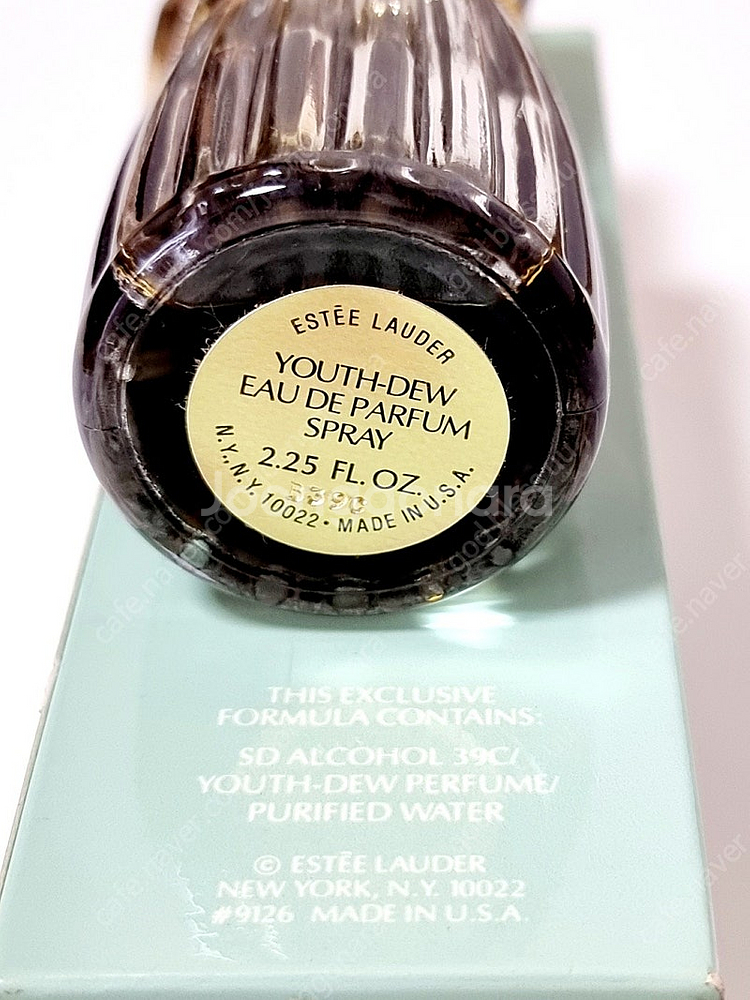 ESTĒE LAUDER
YOUTH-DEW
EAU DE PARFUM
SPRAY
2.25 FL. OZ.
N.Y., N.Y. 10022 • MADE IN U.S.A.
THIS EXCLUSIVE
FORMULA CONTAINS:
SD ALCOHOL 39C/
YOUTH-DEW PERFUME/
PURIFIED WATER
© ESTĒE LAUDER
NEW YORK, N.Y. 10022
#9126 MADE IN U.S.A.